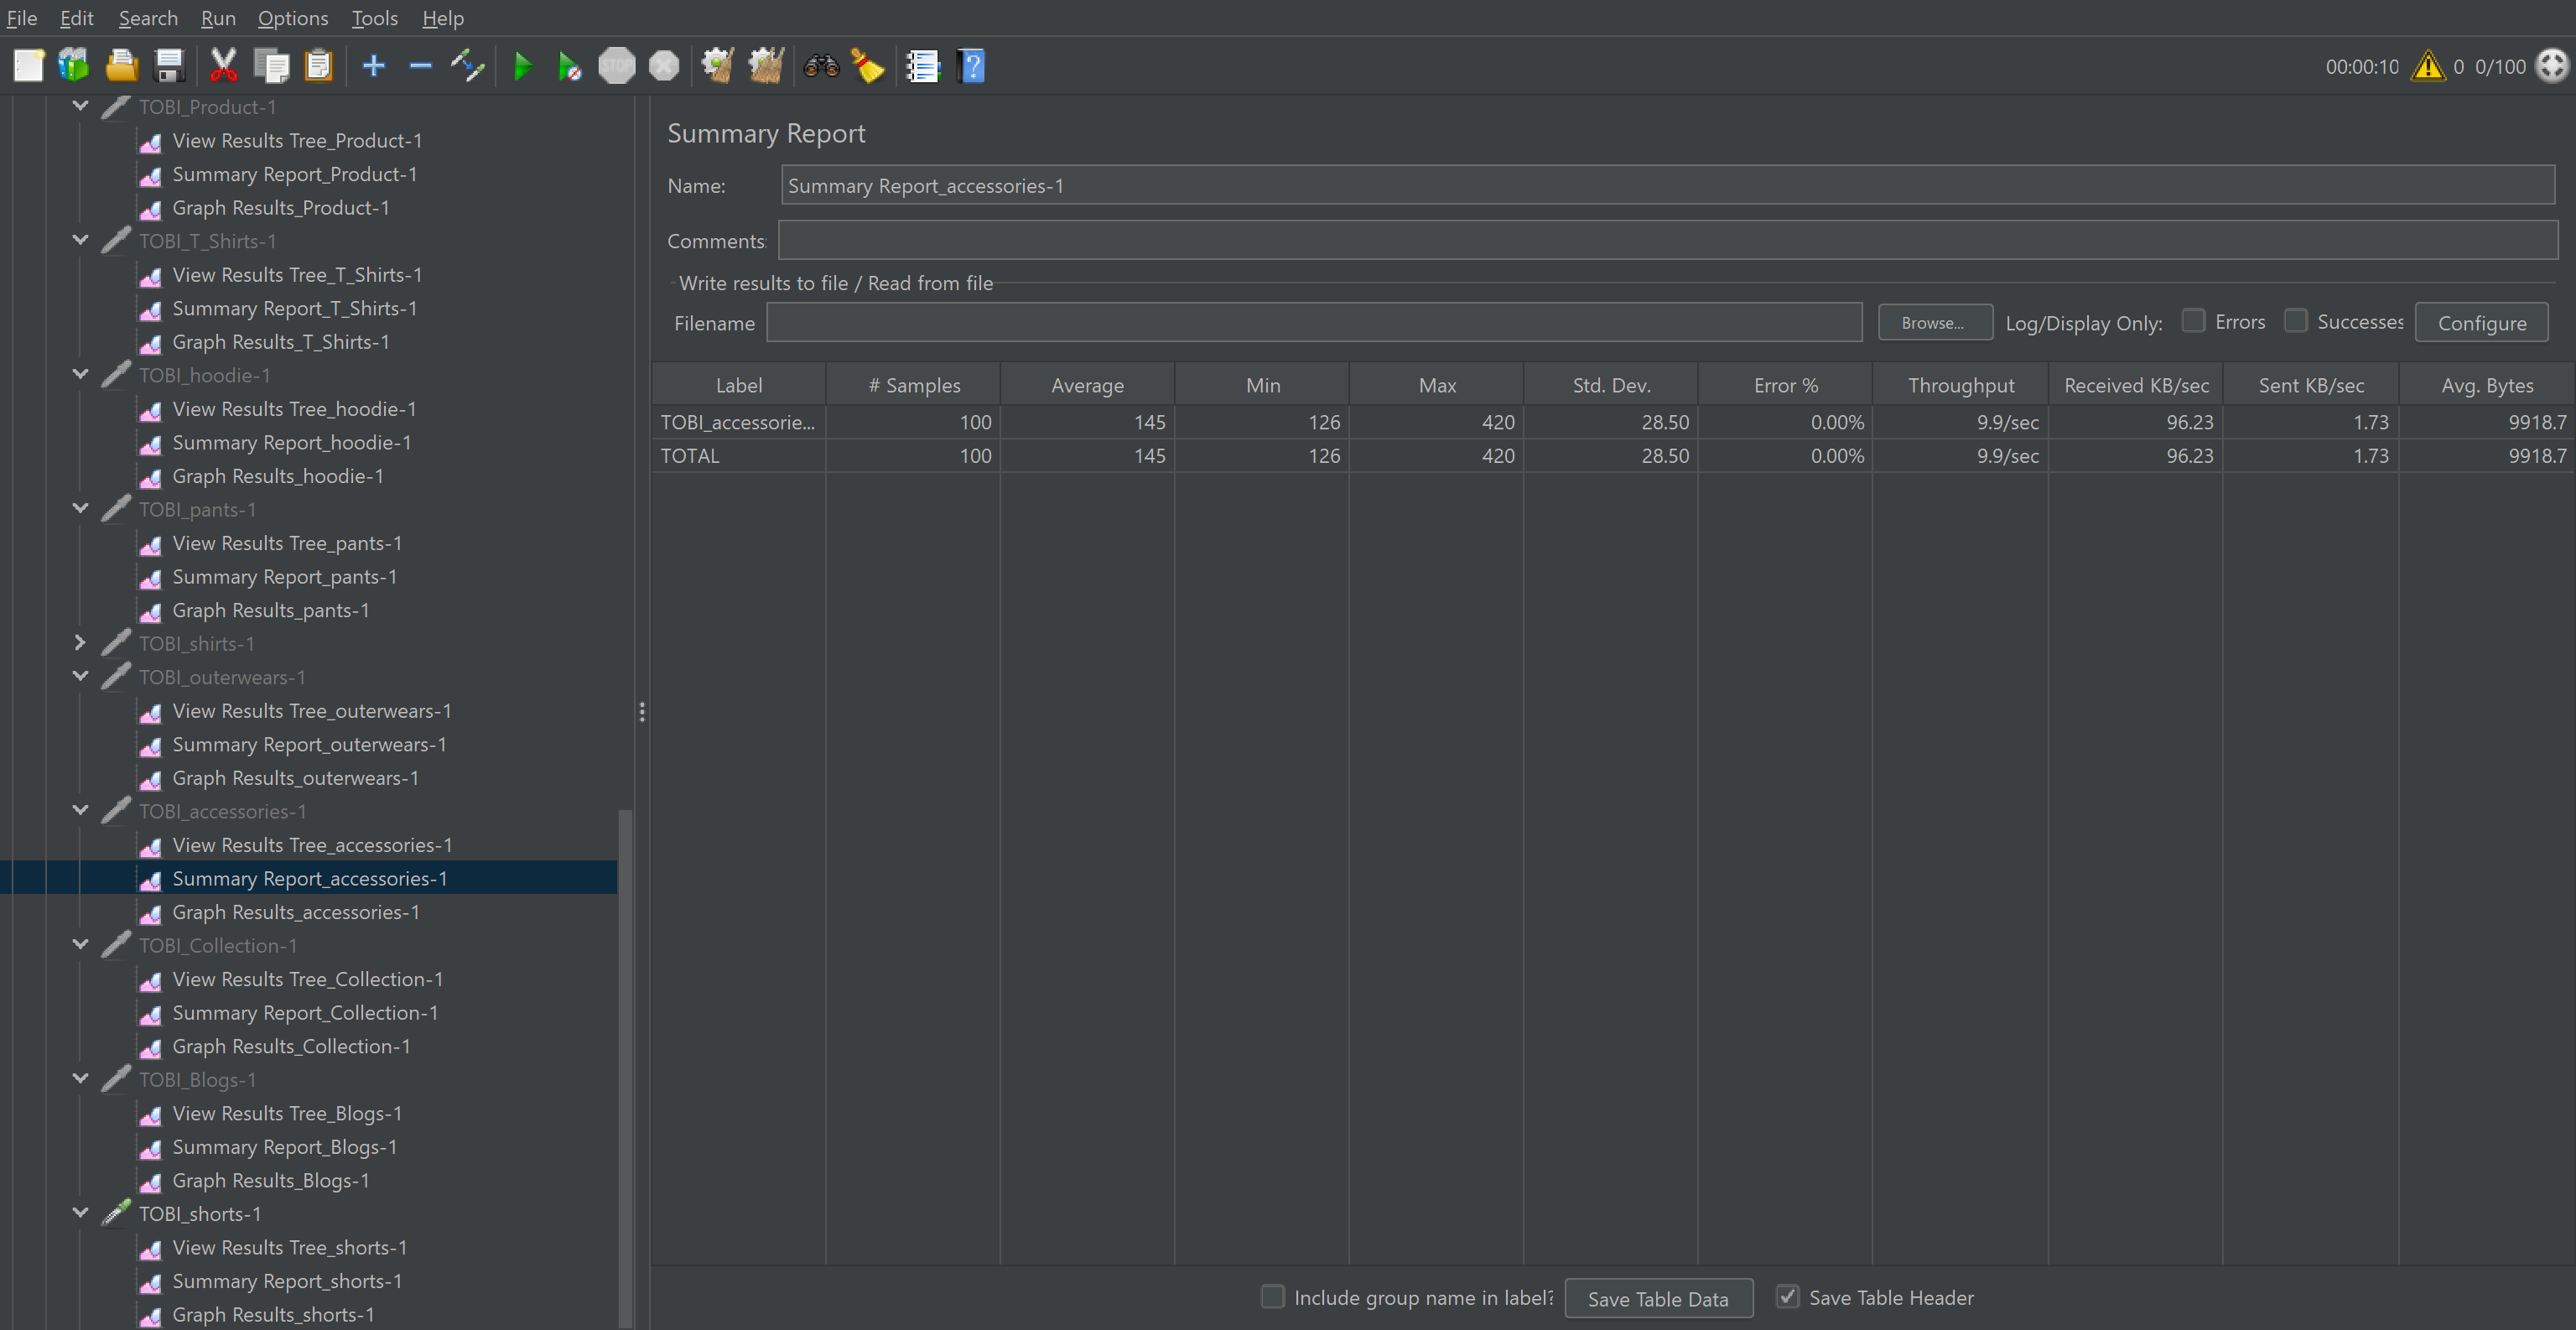 File Edit Search Run Options Tools Help
STOP
00:00:10 0 0/100
TOBI_Product-1
View Results Tree_Product-1
Summary Report_Product-1
Graph Results_Product-1
TOBI_T_Shirts-1
View Results Tree_T_Shirts-1
Summary Report_T_Shirts-1
Graph Results_T_Shirts-1
TOBI_hoodie-1
View Results Tree_hoodie-1
Summary Report_hoodie-1
Graph Results_hoodie-1
TOBI_pants-1
View Results Tree_pants-1
Summary Report_pants-1
Graph Results_pants-1
TOBI_shirts-1
TOBI_outerwears-1
View Results Tree_outerwears-1
Summary Report_outerwears-1
Graph Results_outerwears-1
TOBI_accessories-1
View Results Tree_accessories-1
Summary Report_accessories-1
Graph Results_accessories-1
TOBI_Collection-1
View Results Tree_Collection-1
Summary Report_Collection-1
Graph Results_Collection-1
TOBI_Blogs-1
View Results Tree_Blogs-1
Summary Report_Blogs-1
Graph Results_Blogs-1
TOBI_shorts-1
View Results Tree_shorts-1
Summary Report_shorts-1
Graph Results_shorts-1
Summary Report
Name: Summary Report_accessories-1
Comments:
Write results to file / Read from file
Filename Browse... Log/Display Only: Errors Successes Configure
Label # Samples Average Min Max Std. Dev. Error % Throughput Received KB/sec Sent KB/sec Avg. Bytes
TOBI_accessorie... 100 145 126 420 28.50 0.00% 9.9/sec 96.23 1.73 9918.7
TOTAL 100 145 126 420 28.50 0.00% 9.9/sec 96.23 1.73 9918.7
Include group name in label? Save Table Data Save Table Header